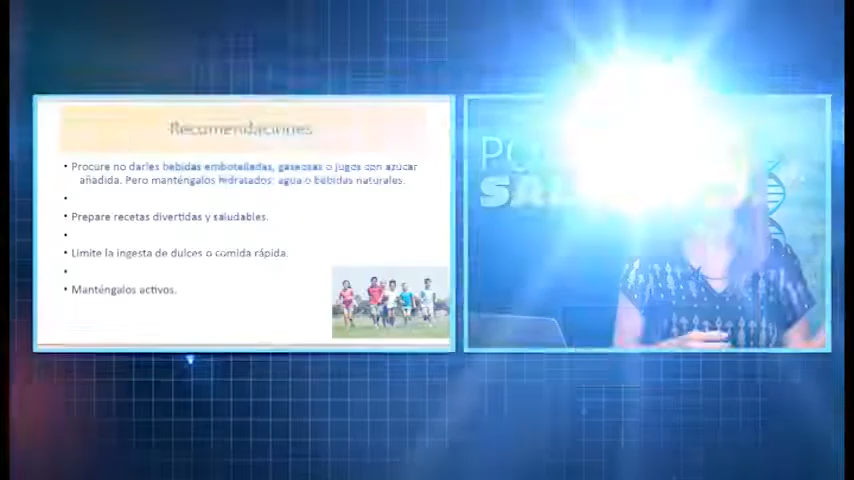 Recomendaciones
• Procure no darles bebidas embotelladas, gaseosas o jugos con azúcar
añadida. Pero manténgalos hidratados: agua o bebidas naturales.
•
• Prepare recetas divertidas y saludables.
•
• Limite la ingesta de dulces o comida rápida.
•
• Manténgalos activos.